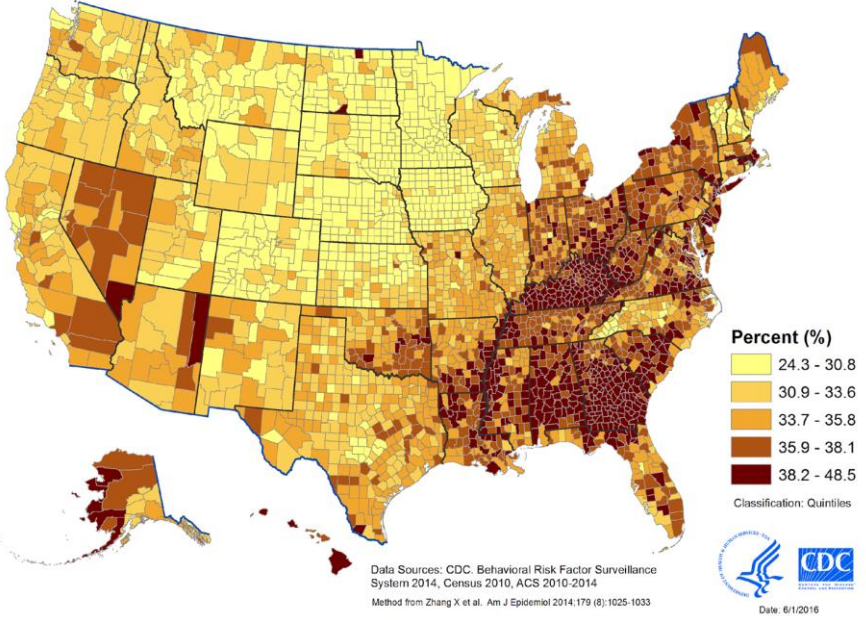 Percent (%)
24.3 - 30.8
30.9 - 33.6
33.7 - 35.8
35.9 - 38.1
38.2 - 48.5
Classification: Quintiles
Data Sources: CDC. Behavioral Risk Factor Surveillance
System 2014, Census 2010, ACS 2010-2014
Method from Zhang X et al. Am J Epidemiol 2014;179 (8):1025-1033
CDC
Date: 6/1/2016